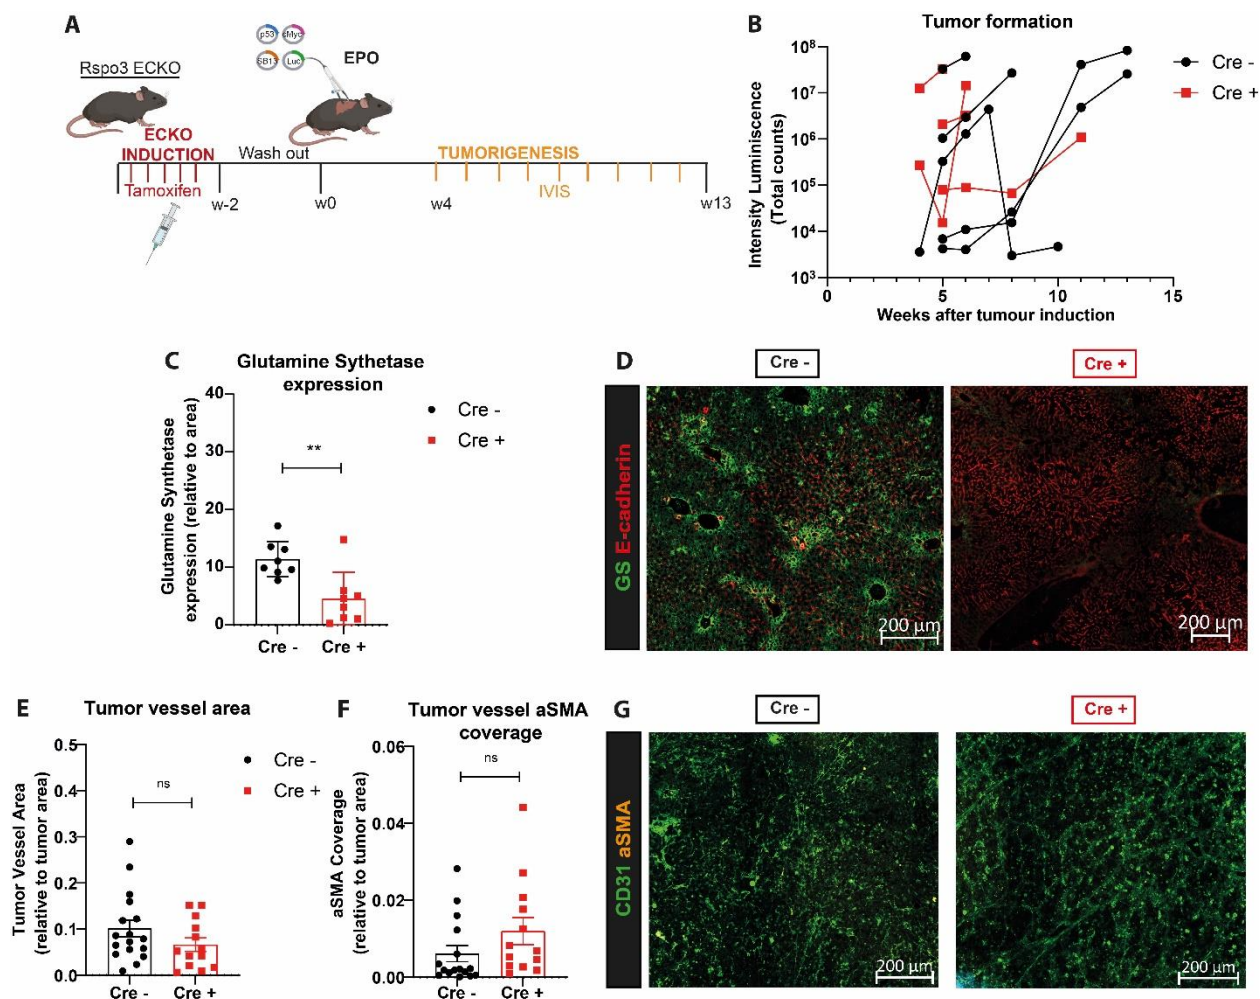 A
p53
cMyc
SB13
Luc
EPO
Rspo3 ECKO
ECKO
INDUCTION
Wash out
TUMORIGENESIS
Tamoxifen
IVIS
w-2
w0
w4
w13
B
Tumor formation
Intensity Luminiscence
(Total counts)
10⁸
10⁷
10⁶
10⁵
10⁴
10³
0
5
10
15
Weeks after tumour induction
Cre -
Cre +
C
Glutamine Sythetase
expression
Glutamine Synthetase
expression (relative to area)
40
30
20
10
0
**
Cre -
Cre +
Cre -
Cre +
D
Cre -
Cre +
GS E-cadherin
200 µm
200 µm
E
Tumor vessel area
Tumor Vessel Area
(relative to tumor area)
0.5
0.4
0.3
0.2
0.1
0.0
ns
Cre -
Cre +
Cre -
Cre +
F
Tumor vessel aSMA
coverage
aSMA Coverage
(relative to tumor area)
0.06
0.04
0.02
0.00
ns
Cre -
Cre +
G
Cre -
Cre +
CD31 aSMA
200 µm
200 µm